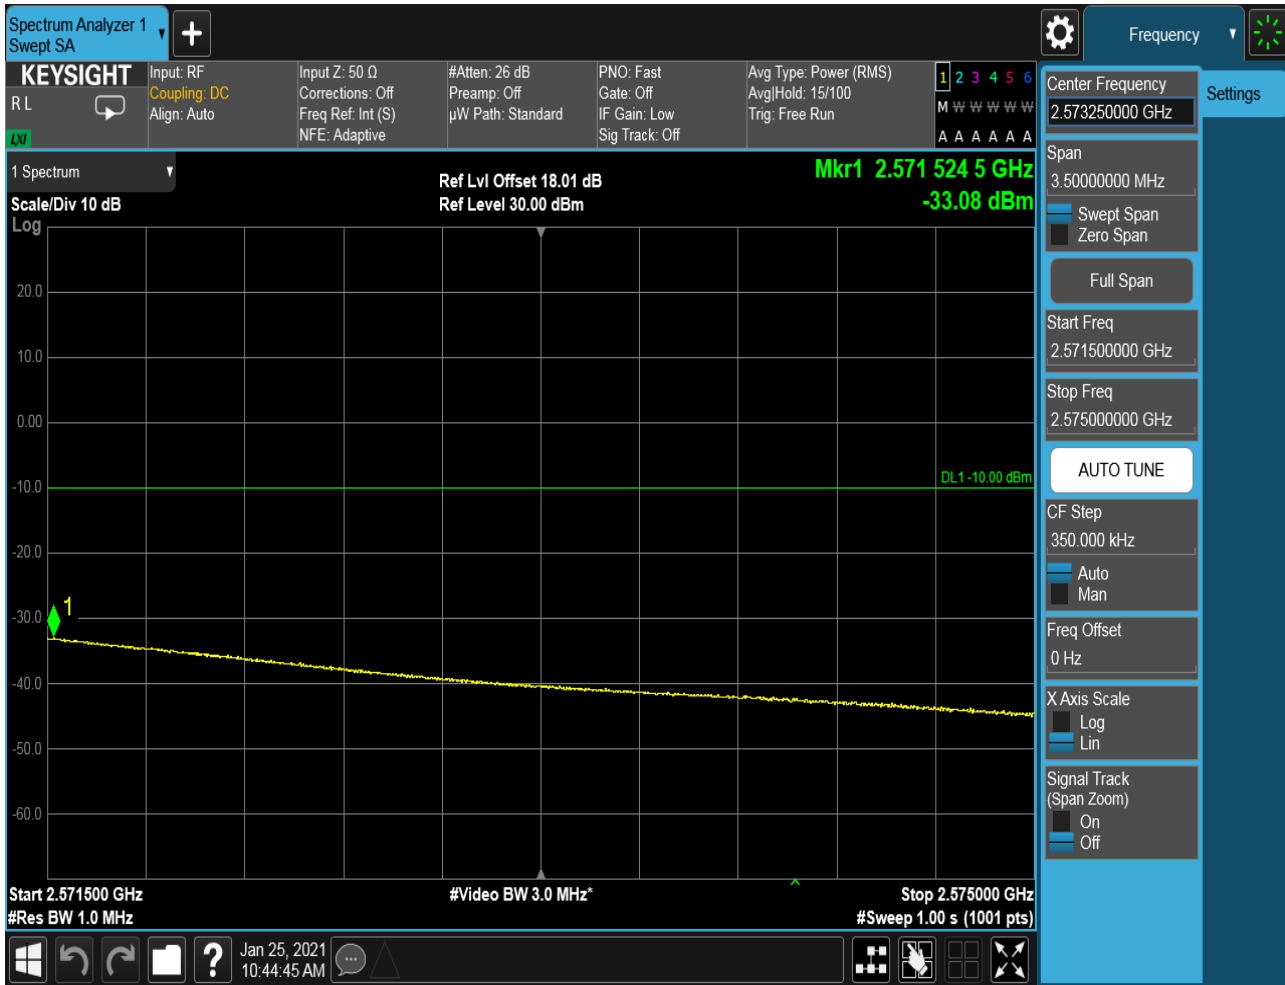 Spectrum Analyzer 1
Swept SA
+
Frequency
KEYSIGHT
R L
LXI
Input: RF
Coupling: DC
Align: Auto
Input Z: 50 Ω
Corrections: Off
Freq Ref: Int (S)
NFE: Adaptive
#Atten: 26 dB
Preamp: Off
µW Path: Standard
PNO: Fast
Gate: Off
IF Gain: Low
Sig Track: Off
Avg Type: Power (RMS)
Avg|Hold: 15/100
Trig: Free Run
1 2 3 4 5 6
M W W W W W
A A A A A A
1 Spectrum
Scale/Div 10 dB
Log
Ref Lvl Offset 18.01 dB
Ref Level 30.00 dBm
Mkr1 2.571 524 5 GHz
-33.08 dBm
20.0
10.0
0.00
-10.0
-20.0
-30.0
-40.0
-50.0
-60.0
DL1 -10.00 dBm
1
Start 2.571500 GHz
#Res BW 1.0 MHz
#Video BW 3.0 MHz*
Stop 2.575000 GHz
#Sweep 1.00 s (1001 pts)
?
Jan 25, 2021
10:44:45 AM
Center Frequency
2.573250000 GHz
Settings
Span
3.50000000 MHz
Swept Span
Zero Span
Full Span
Start Freq
2.571500000 GHz
Stop Freq
2.575000000 GHz
AUTO TUNE
CF Step
350.000 kHz
Auto
Man
Freq Offset
0 Hz
X Axis Scale
Log
Lin
Signal Track
(Span Zoom)
On
Off